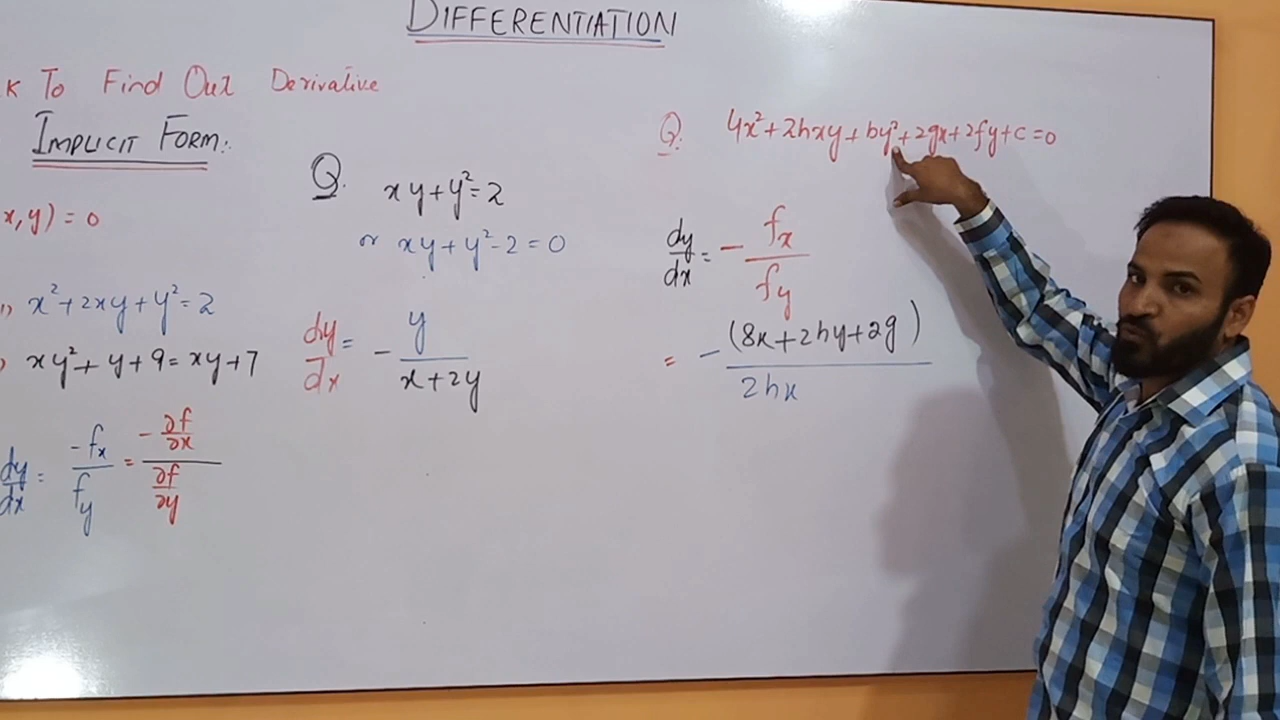 DIFFERENTIATION
K To Find Out Derivative
IMPLICIT FORM:
x, y) = 0
1) x² + 2xy + y² = 2
) xy² + y + 9 = xy + 7
dy/dx = -fx/fy = -∂f/∂x / ∂f/∂y
Q. xy + y² = 2
or xy + y² - 2 = 0
dy/dx = - y/x+2y
Q. 4x² + 2hxy + by² + 2gx + 2fy + c = 0
dy/dx = - fx/fy
= - (8x + 2hy + 2g)/2hx